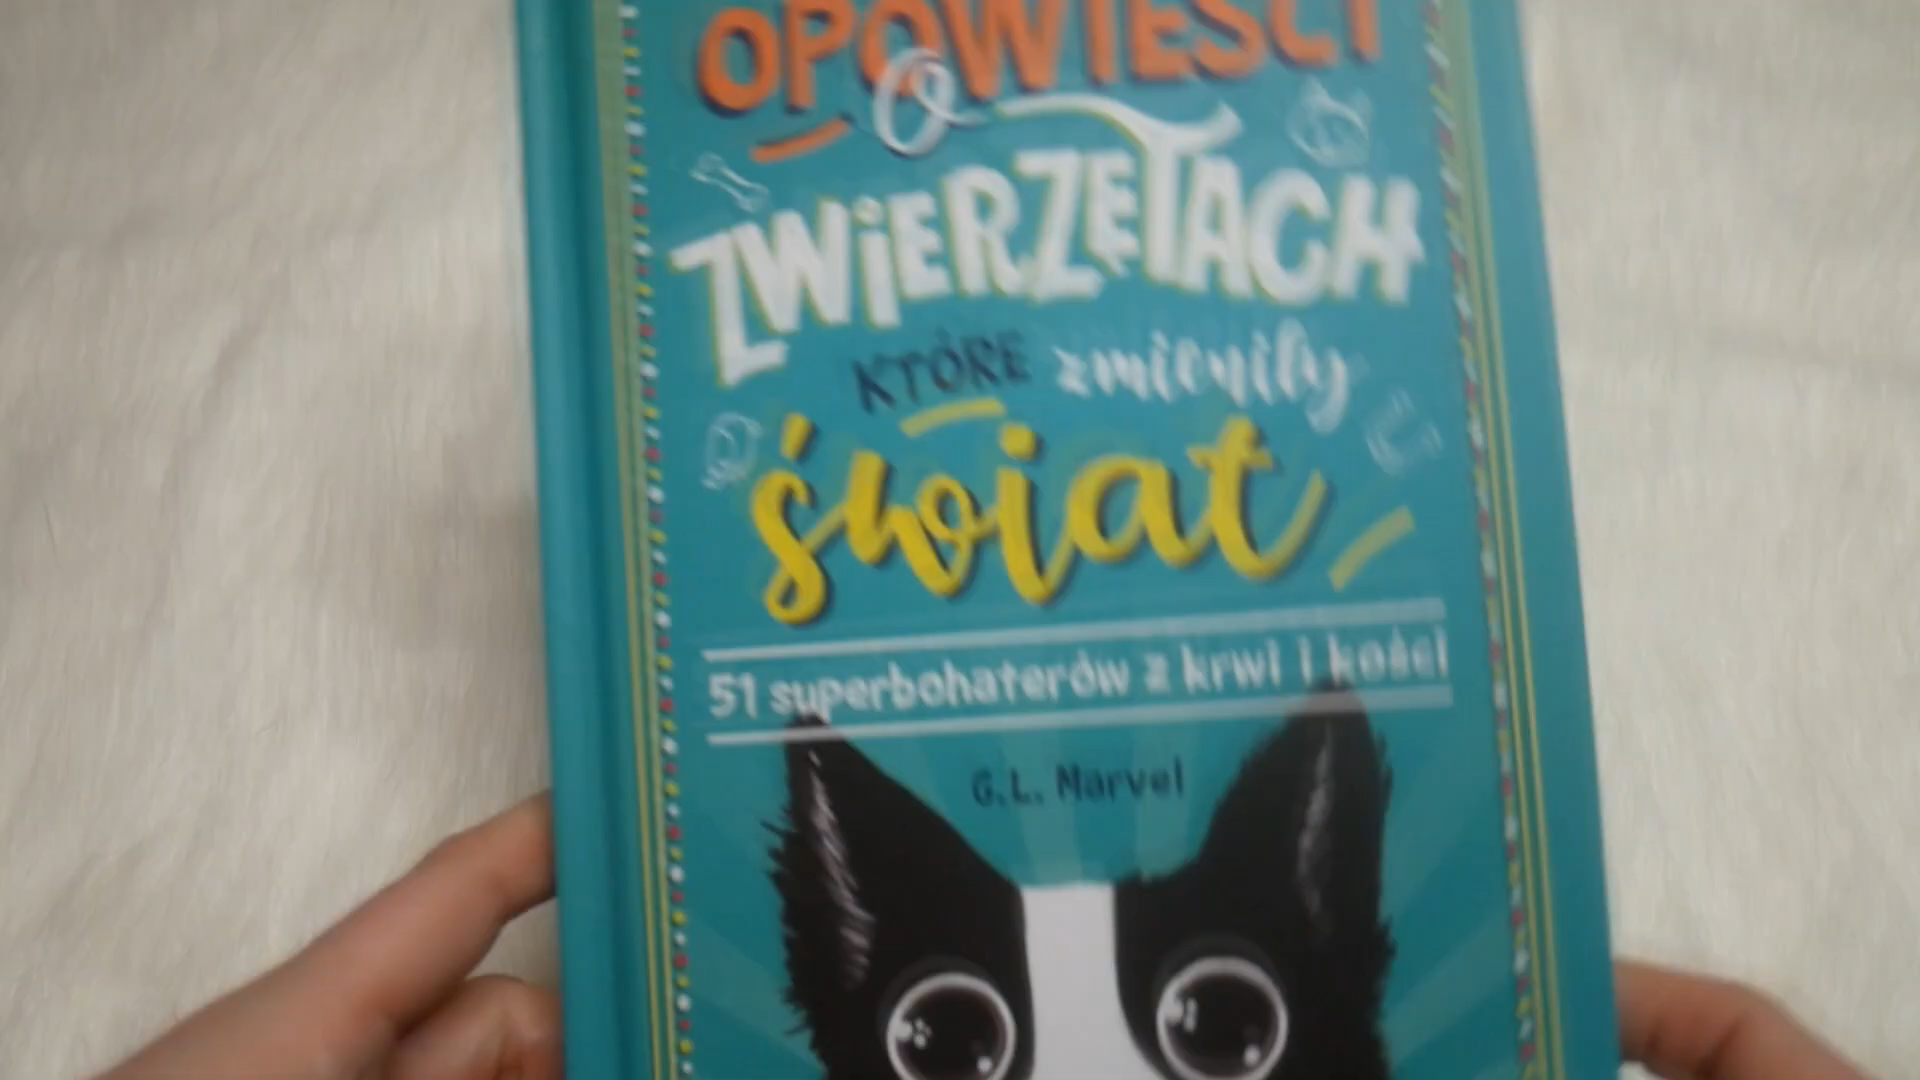 OPOWIEŚCI
O
ZWIERZĘTACH
KTÓRE zmieniły
świat
51 superbohaterów z krwi i kości
G.L. Marvel